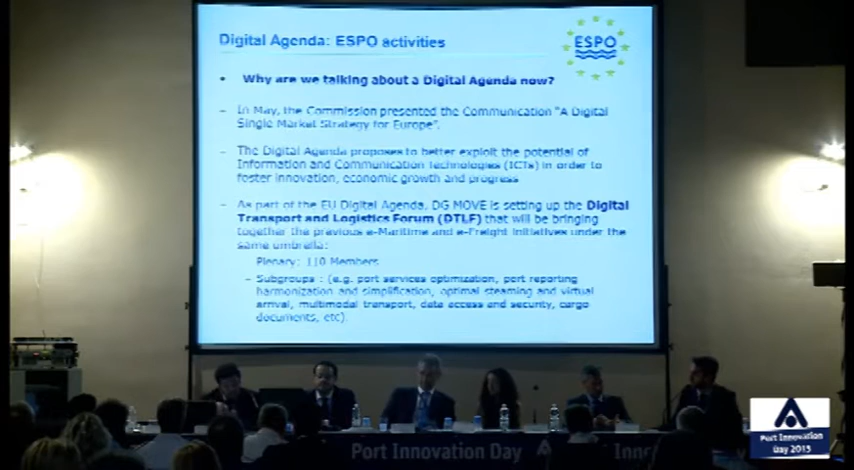 Digital Agenda: ESPO activities
ESPO
• Why are we talking about a Digital Agenda now?
– In May, the Commission presented the Communication "A Digital
Single Market Strategy for Europe".
– The Digital Agenda proposes to better exploit the potential of
Information and Communication Technologies (ICTs) in order to
foster innovation, economic growth and progress
– As part of the EU Digital Agenda, DG MOVE is setting up the Digital
Transport and Logistics Forum (DTLF) that will be bringing
together the previous e-Maritime and e-Freight initiatives under the
same umbrella:
Plenary: 110 Members
– Subgroups : (e.g. port services optimization, port reporting
harmonization and simplification, optimal steaming and virtual
arrival, multimodal transport, data access and security, cargo
documents, etc).
Port Innovation Day
Inno
Port Innovation
Day 2015